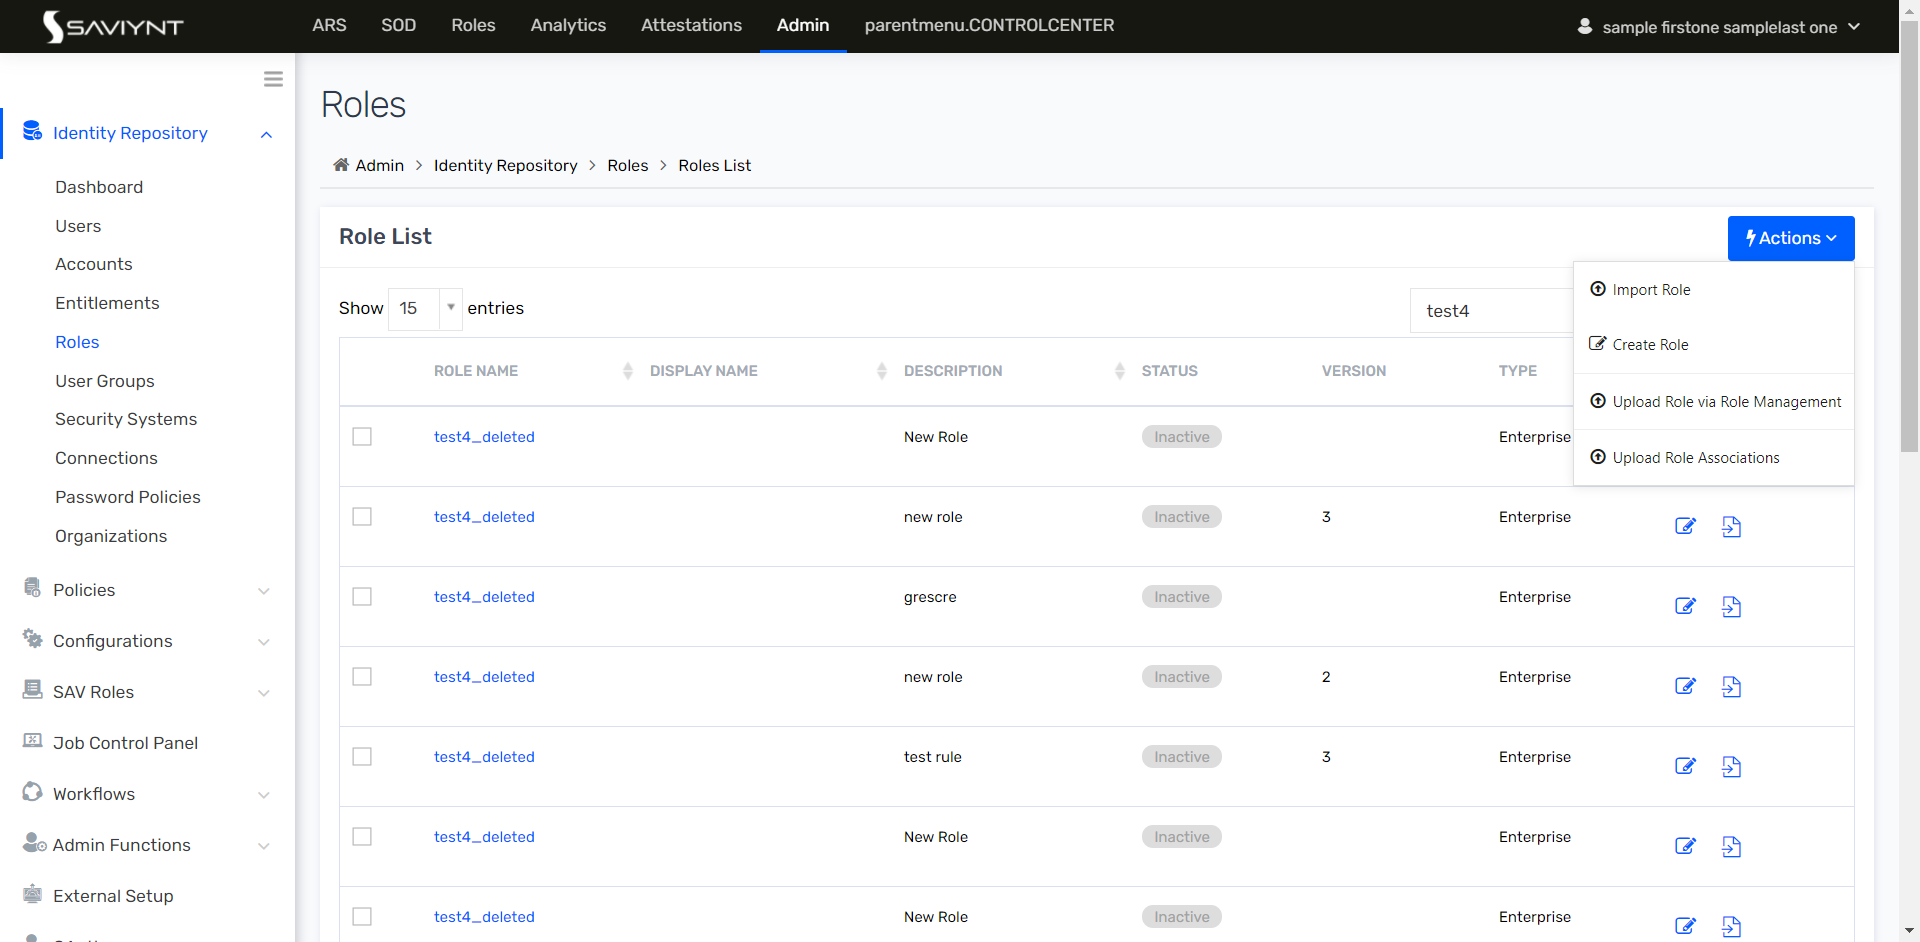 SAVIYNT
ARS SOD Roles Analytics Attestations Admin parentmenu.CONTROLCENTER
sample firstone samplelast one
Identity Repository
Dashboard
Users
Accounts
Entitlements
Roles
User Groups
Security Systems
Connections
Password Policies
Organizations
Policies
Configurations
SAV Roles
Job Control Panel
Workflows
Admin Functions
External Setup
Roles
Admin > Identity Repository > Roles > Roles List
Role List
Actions
Import Role
Create Role
Upload Role via Role Management
Upload Role Associations
Show 15 entries
test4
ROLE NAME DISPLAY NAME DESCRIPTION STATUS VERSION TYPE
test4_deleted New Role Inactive Enterprise
test4_deleted new role Inactive 3 Enterprise
test4_deleted grescre Inactive Enterprise
test4_deleted new role Inactive 2 Enterprise
test4_deleted test rule Inactive 3 Enterprise
test4_deleted New Role Inactive Enterprise
test4_deleted New Role Inactive Enterprise